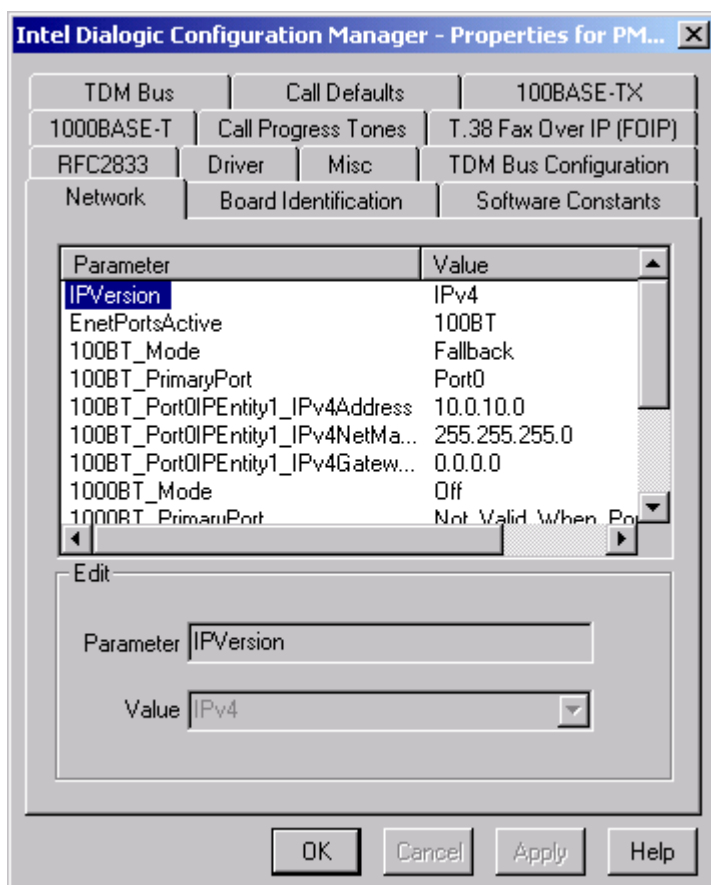 Intel Dialogic Configuration Manager - Properties for PM...
TDM Bus Call Defaults 100BASE-TX
1000BASE-T Call Progress Tones T.38 Fax Over IP (FOIP)
RFC2833 Driver Misc TDM Bus Configuration
Network Board Identification Software Constants
Parameter Value
IPVersion IPv4
EnetPortsActive 100BT
100BT_Mode Fallback
100BT_PrimaryPort Port0
100BT_Port0IPEntity1_IPv4Address 10.0.10.0
100BT_Port0IPEntity1_IPv4NetMa... 255.255.255.0
100BT_Port0IPEntity1_IPv4Gatew... 0.0.0.0
1000BT_Mode Off
1000BT_PrimaryPort Not_Valid_When_Por
Edit
Parameter IPVersion
Value IPv4
OK Cancel Apply Help